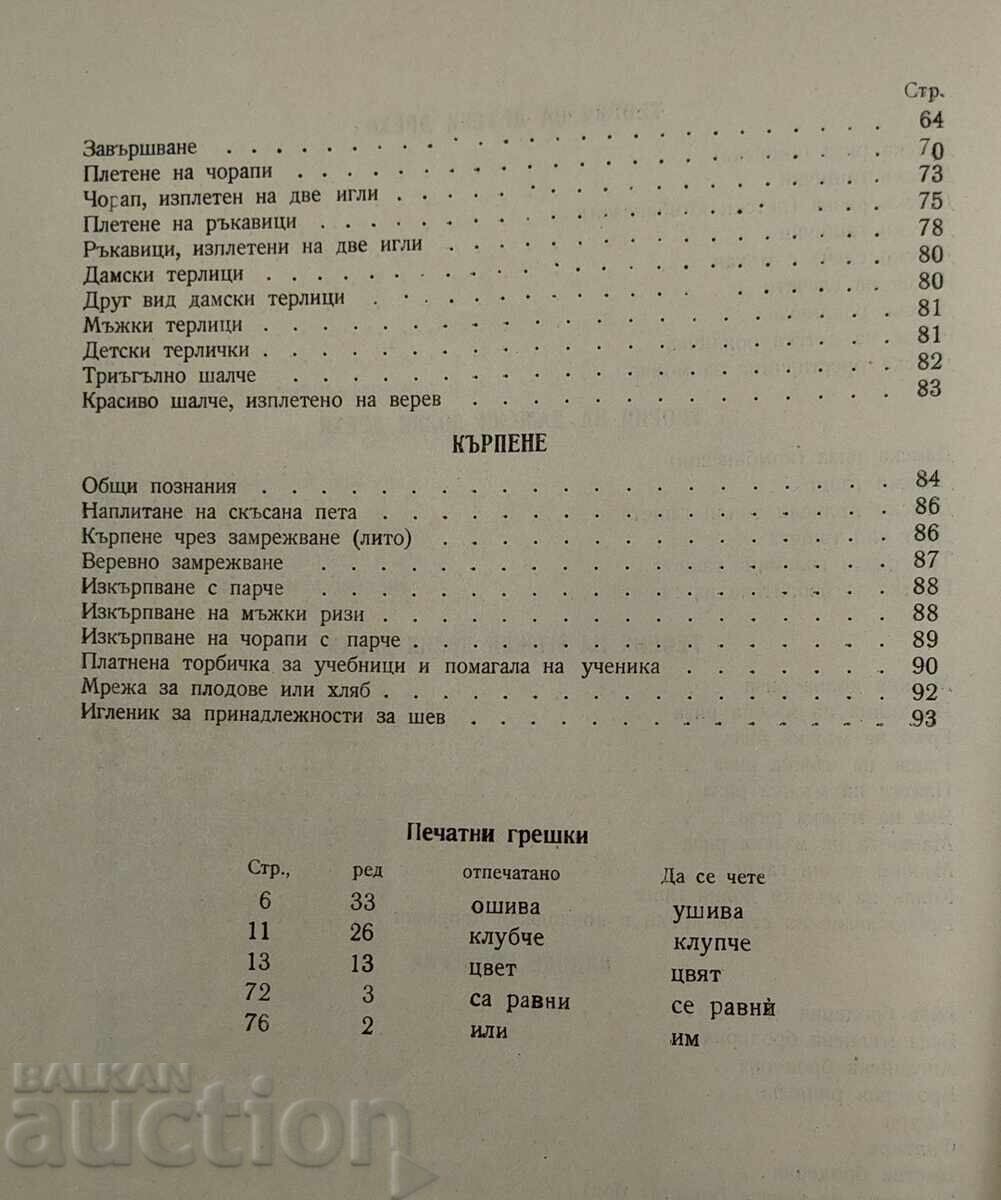 Стр.
Завършване . . . . . . . . . . . . . . . . . . . . 64
Плетене на чорапи . . . . . . . . . . . . . . . . . . . . 70
Чорап, изплетен на две игли . . . . . . . . . . . . . . . . 73
Плетене на ръкавици . . . . . . . . . . . . . . . . . . 75
Ръкавици, изплетени на две игли . . . . . . . . . . . . . . . 78
Дамски терлици . . . . . . . . . . . . . . . . . . . . 80
Друг вид дамски терлици . . . . . . . . . . . . . . . . . 80
Мъжки терлици . . . . . . . . . . . . . . . . . . . . 81
Детски терлички . . . . . . . . . . . . . . . . . . . . 81
Триъгълно шалче . . . . . . . . . . . . . . . . . . . . 82
Красиво шалче, изплетено на верев . . . . . . . . . . . . . . 83
КЪРПЕНЕ
Общи познания . . . . . . . . . . . . . . . . . . . . 84
Наплитане на скъсана пета . . . . . . . . . . . . . . . . . 86
Кърпене чрез замрежване (лито) . . . . . . . . . . . . . . . 86
Веревно замрежване . . . . . . . . . . . . . . . . . . . 87
Изкърпване с парче . . . . . . . . . . . . . . . . . . . 88
Изкърпване на мъжки ризи . . . . . . . . . . . . . . . . . 88
Изкърпване на чорапи с парче . . . . . . . . . . . . . . . . 89
Платнена торбичка за учебници и помагала на ученика . . . . . . . 90
Мрежа за плодове или хляб . . . . . . . . . . . . . . . . . 92
Игленик за принадлежности за шев . . . . . . . . . . . . . . 93
Печатни грешки
Стр., ред отпечатано Да се чете
6 33 ошива ушива
11 26 клубче клупче
13 13 цвет цвят
72 3 са равни се равнѝ
76 2 или им
BALKAN
auction